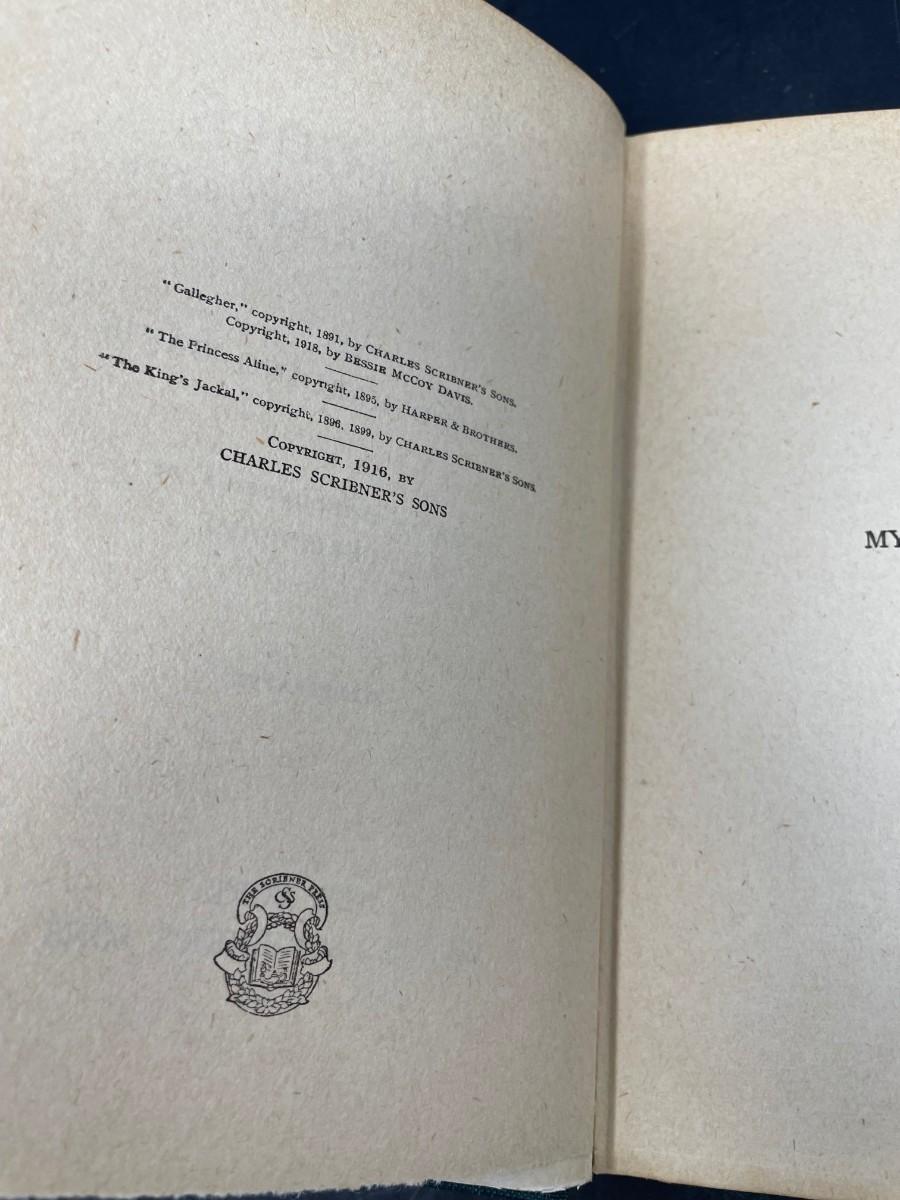 “Gallegher,” copyright, 1891, by CHARLES SCRIBNER'S SONS.
Copyright, 1918, by BESSIE MCCOY DAVIS.
“The Princess Aline,” copyright, 1895, by HARPER & BROTHERS.
“The King's Jackal,” copyright, 1896, 1899, by CHARLES SCRIBNER'S SONS.
COPYRIGHT, 1916, BY
CHARLES SCRIBNER'S SONS
THE SCRIBNER PRESS
CSS
MY